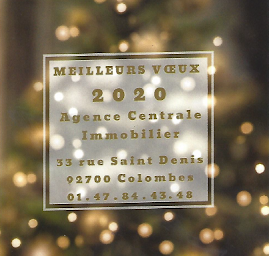 MEILLEURS VŒUX
2020
Agence Centrale
Immobilier
33 rue Saint Denis
92700 Colombes
01.47.84.43.48